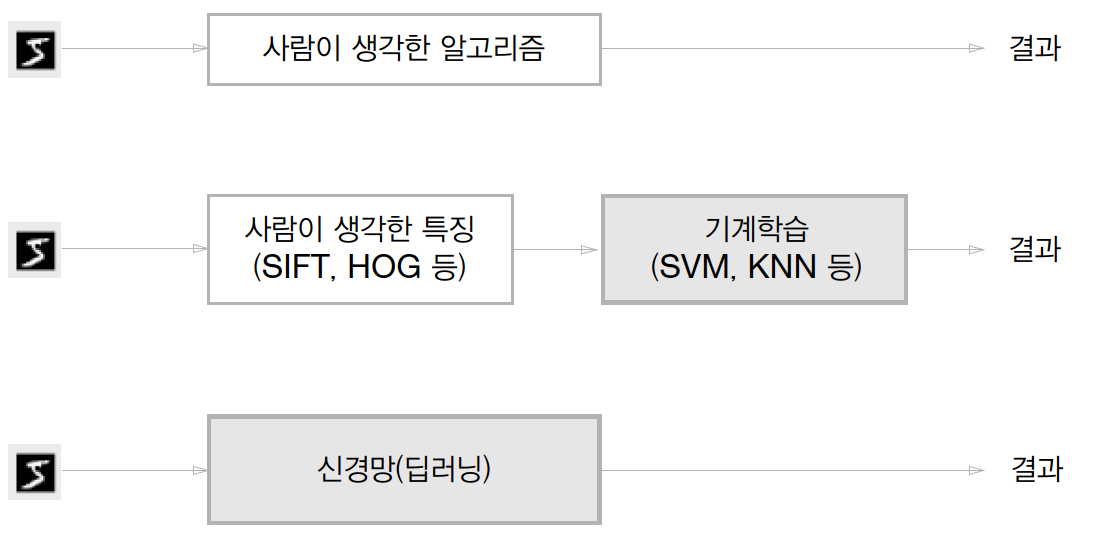 사람이 생각한 알고리즘
결과
사람이 생각한 특징
(SIFT, HOG 등)
기계학습
(SVM, KNN 등)
결과
신경망(딥러닝)
결과